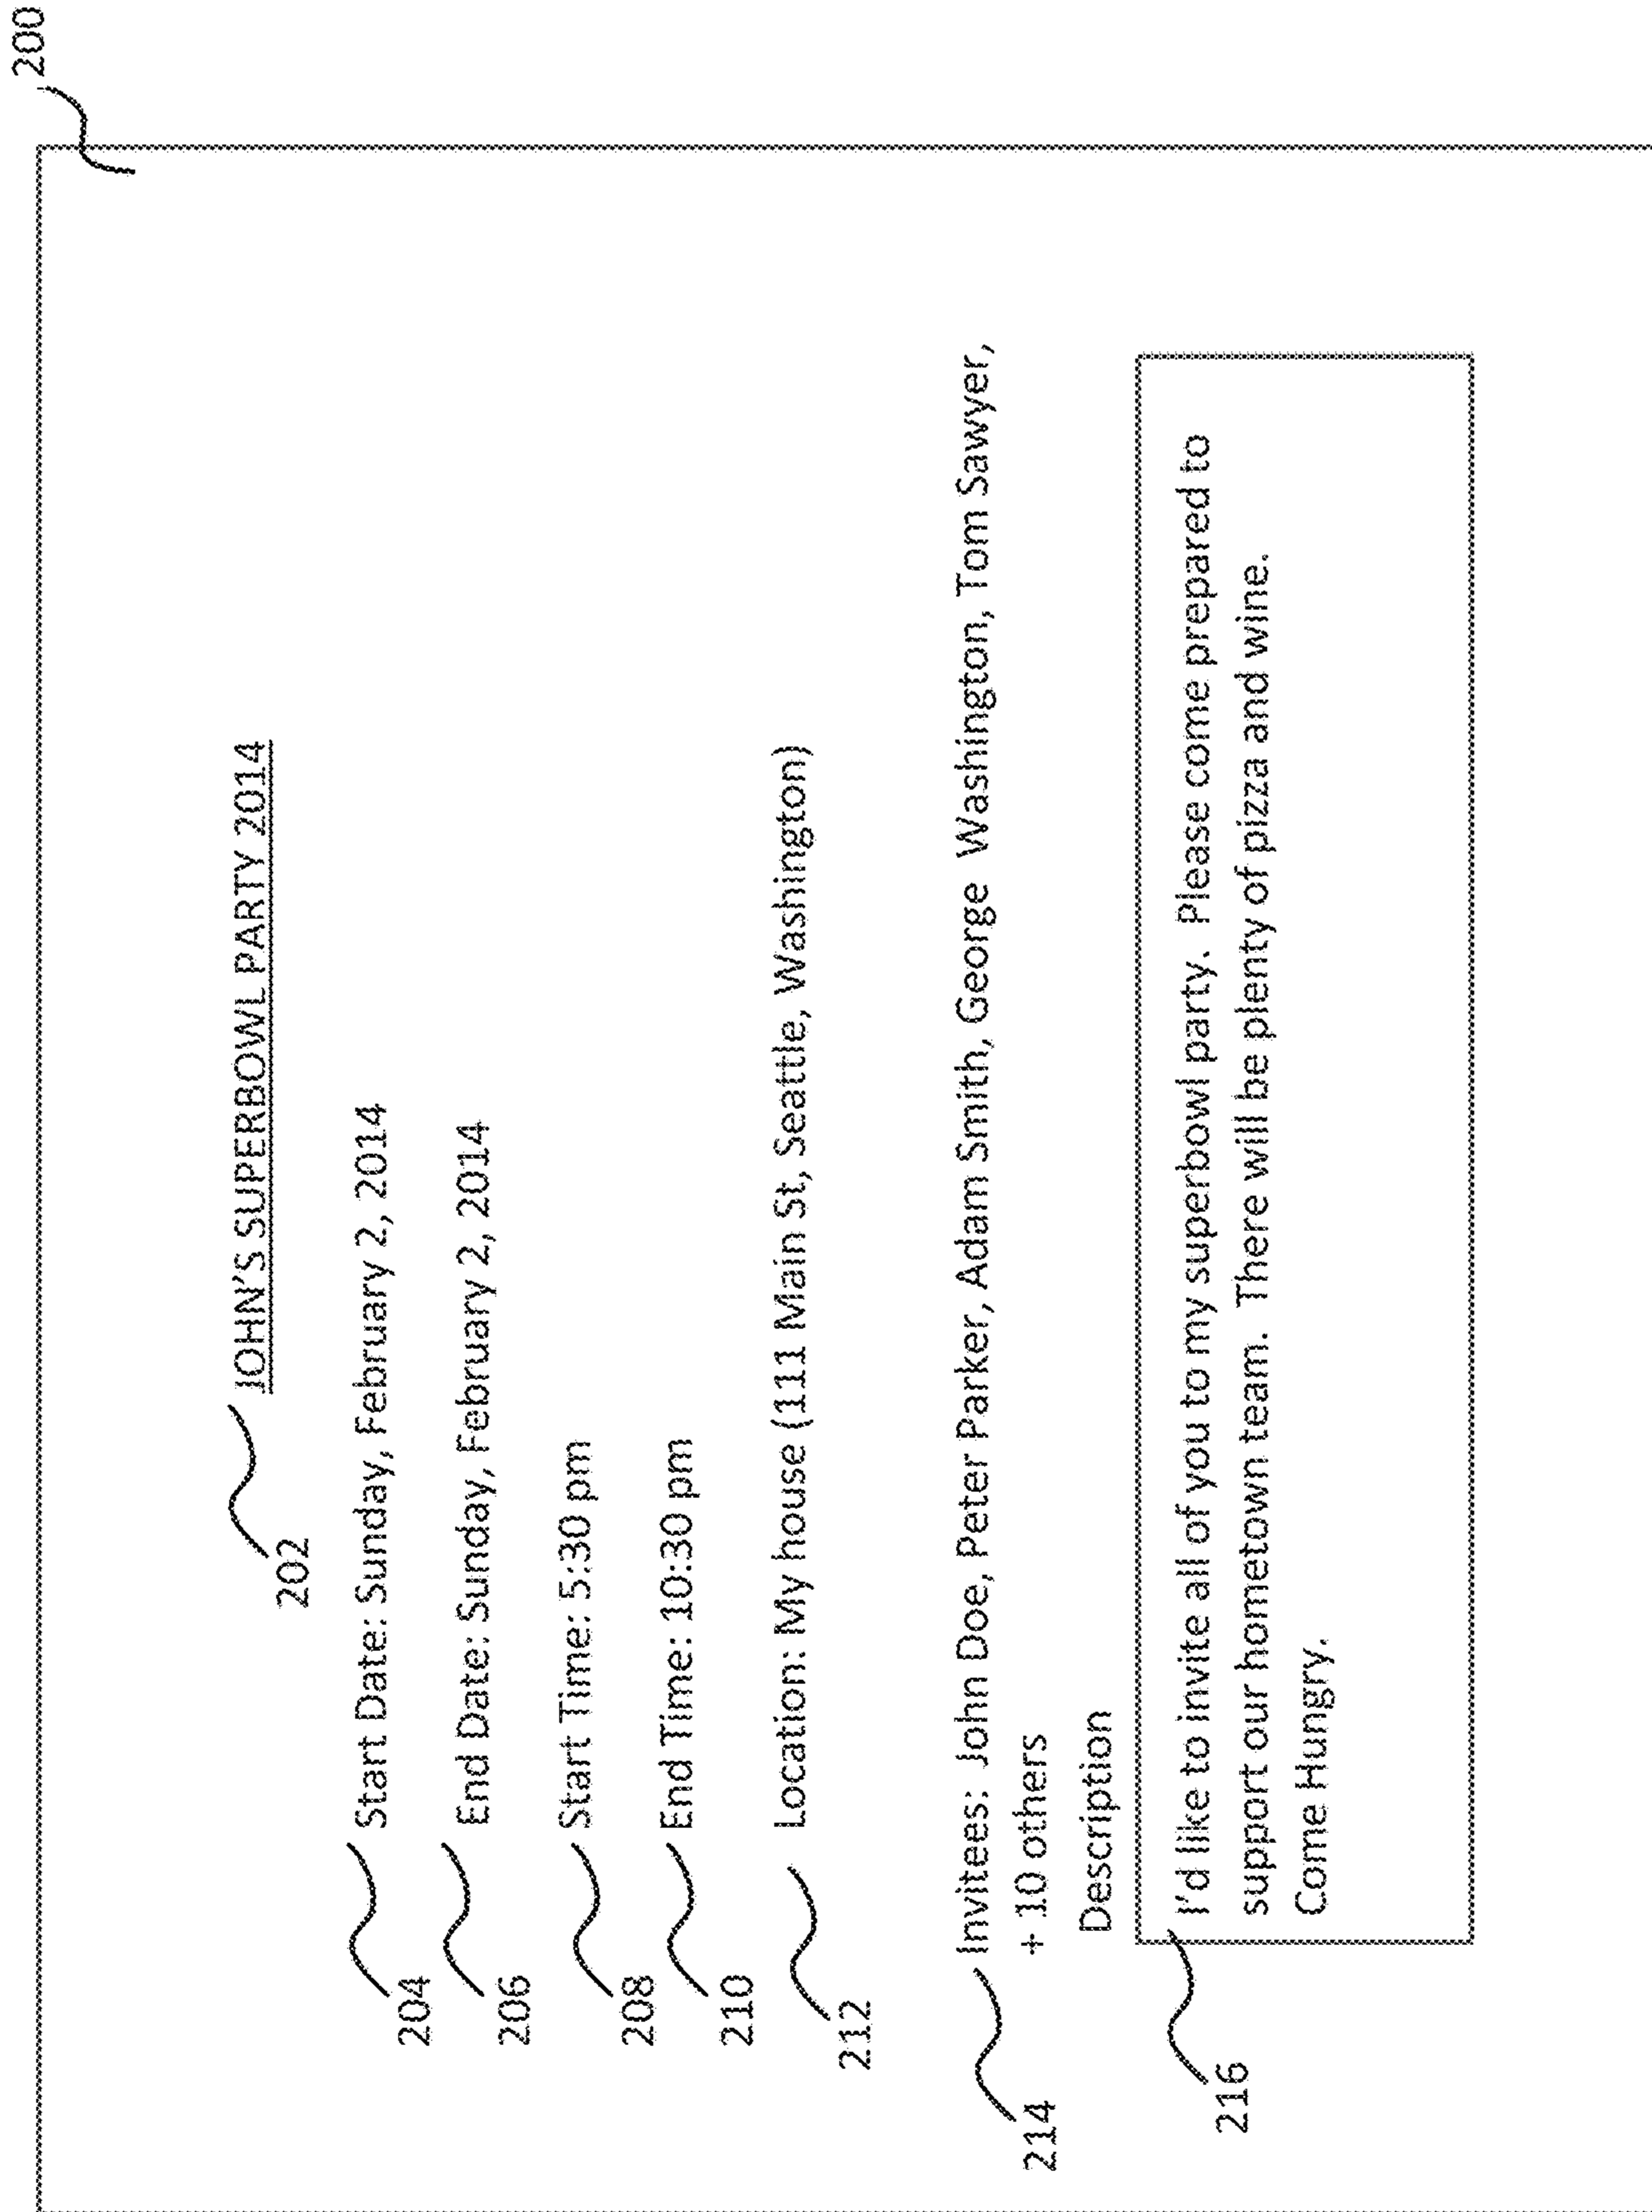 200
202 JOHN'S SUPERBOWL PARTY 2014
204 Start Date: Sunday, February 2, 2014
206 End Date: Sunday, February 2, 2014
208 Start Time: 5:30 pm
210 End Time: 10:30 pm
212 Location: My house (111 Main St, Seattle, Washington)
214 Invitees: John Doe, Peter Parker, Adam Smith, George Washington, Tom Sawyer,
+ 10 others
Description
216 I'd like to invite all of you to my superbowl party. Please come prepared to
support our hometown team. There will be plenty of pizza and wine.
Come Hungry.